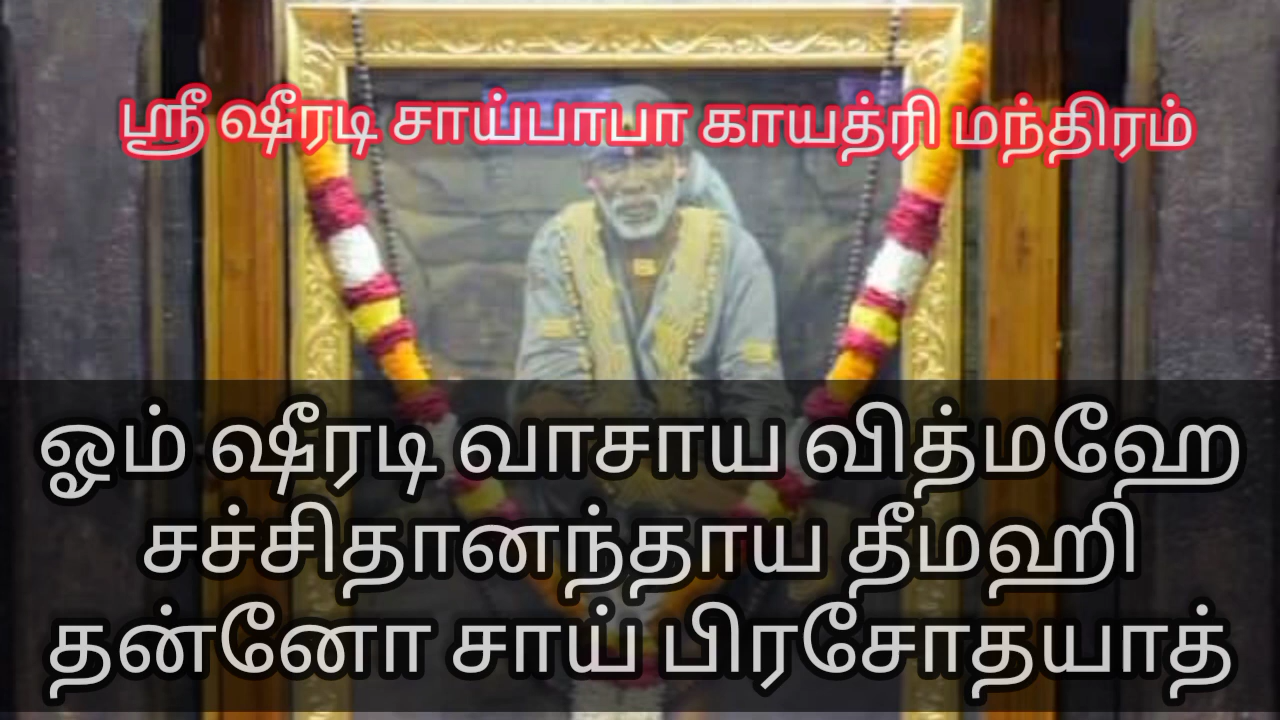 ஸ்ரீ ஷீரடி சாய்பாபா காயத்ரி மந்திரம்
ஓம் ஷீரடி வாசாய வித்மஹே
சச்சிதானந்தாய தீமஹி
தன்னோ சாய் பிரசோதயாத்